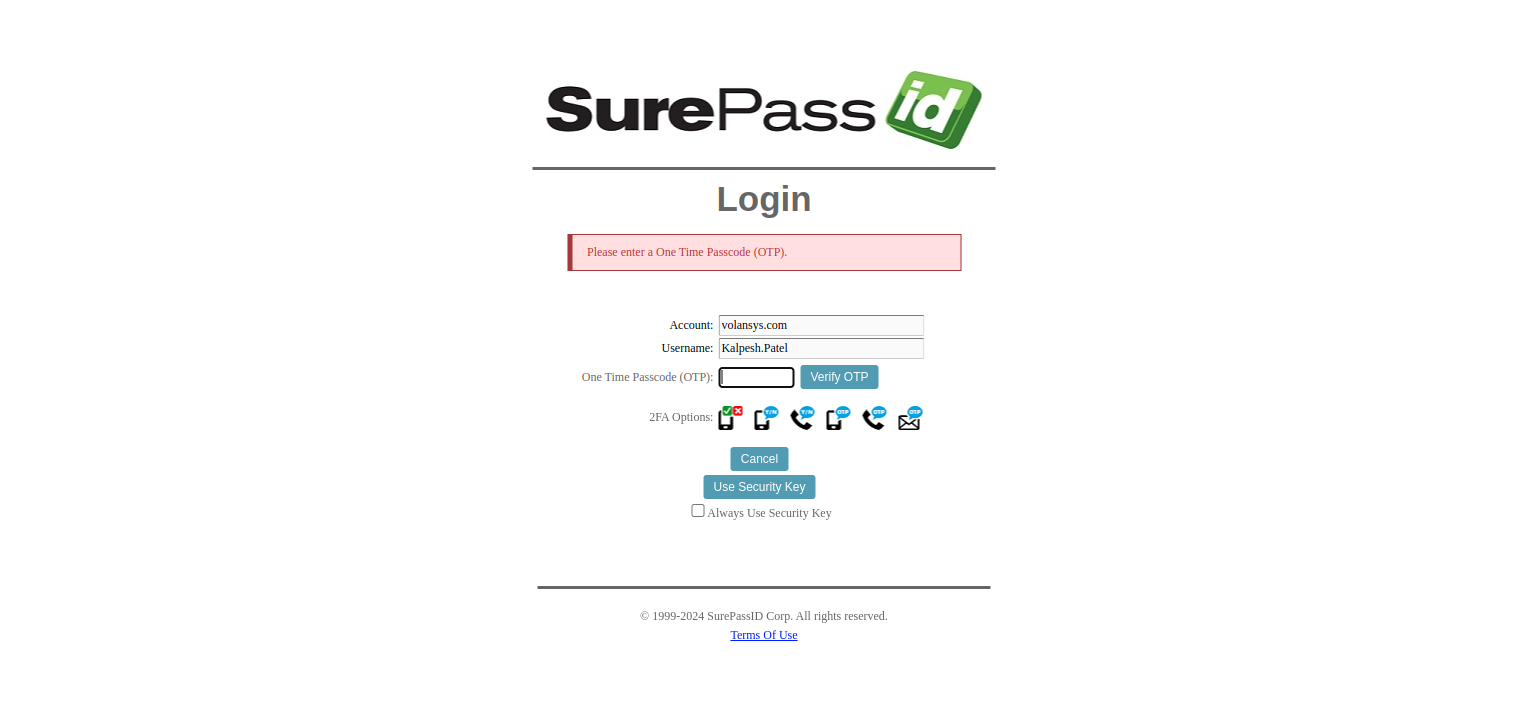 SurePass id
Login
Please enter a One Time Passcode (OTP).
Account: volansys.com
Username: Kalpesh.Patel
One Time Passcode (OTP): Verify OTP
2FA Options: Y/N Y/N OTP OTP OTP
Cancel
Use Security Key
Always Use Security Key
© 1999-2024 SurePassID Corp. All rights reserved.
Terms Of Use